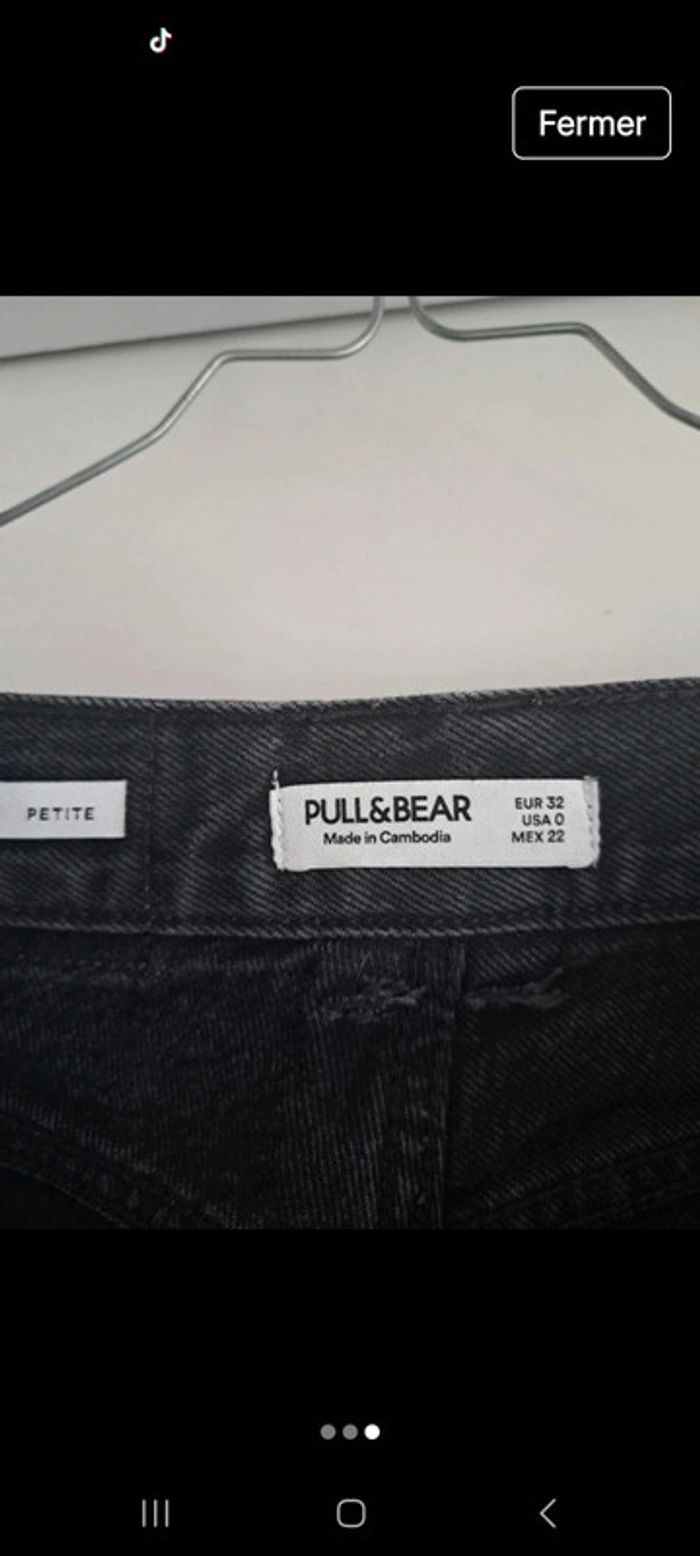 Fermer
PETITE
PULL&BEAR
Made in Cambodia
EUR 32
USA 0
MEX 22